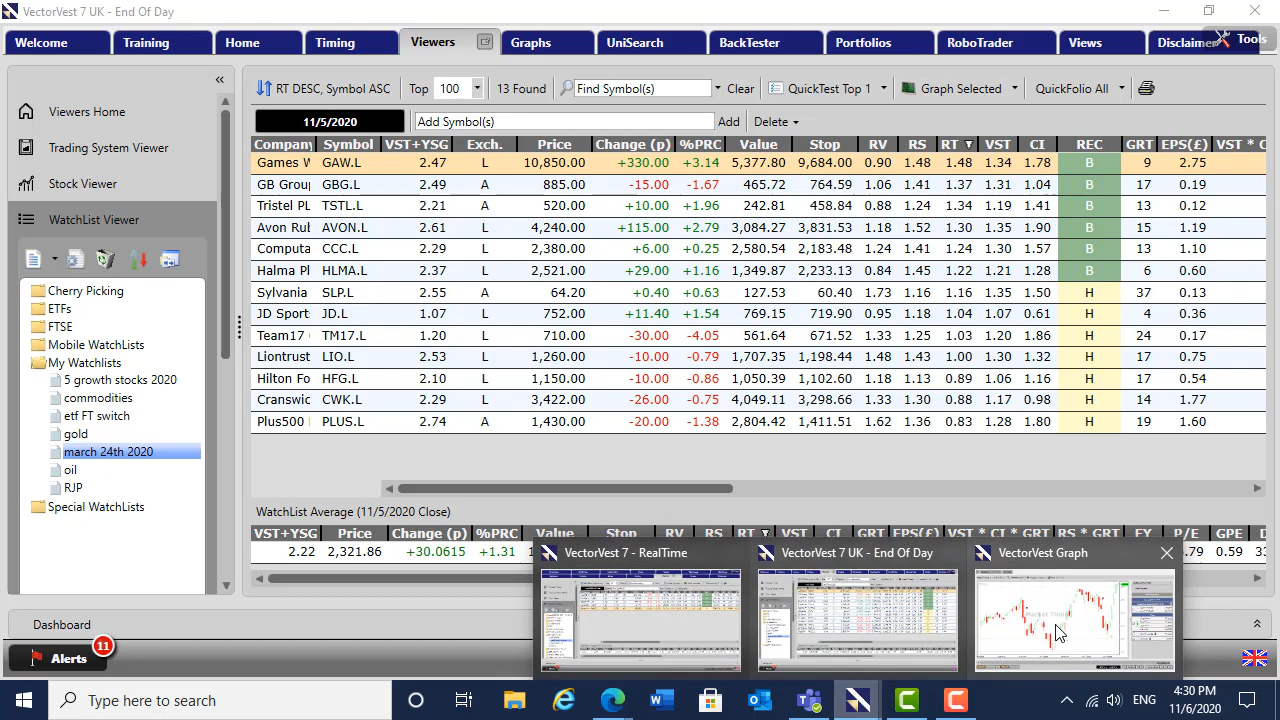 VectorVest 7 UK - End Of Day
Welcome Training Home Timing Viewers Graphs UniSearch BackTester Portfolios RoboTrader Views Disclaimer Tools
RT DESC, Symbol ASC Top 100 13 Found Find Symbol(s) Clear QuickTest Top 1 Graph Selected QuickFolio All
11/5/2020 Add Symbol(s) Add Delete
Viewers Home
Trading System Viewer
Stock Viewer
WatchList Viewer
Cherry Picking
ETFs
FTSE
Mobile WatchLists
My Watchlists
5 growth stocks 2020
commodities
etf FT switch
gold
march 24th 2020
oil
RJP
Special WatchLists
Company Symbol VST+YSG Exch. Price Change (p) %PRC Value Stop RV RS RT VST CI REC GRT EPS(£) VST * C
Games W GAW.L 2.47 L 10,850.00 +330.00 +3.14 5,377.80 9,684.00 0.90 1.48 1.48 1.34 1.78 B 9 2.75
GB Group GBG.L 2.49 A 885.00 -15.00 -1.67 465.72 764.59 1.06 1.41 1.37 1.31 1.04 B 17 0.19
Tristel PL TSTL.L 2.21 A 520.00 +10.00 +1.96 242.81 458.84 0.88 1.24 1.34 1.19 1.41 B 13 0.12
Avon Rub AVON.L 2.61 L 4,240.00 +115.00 +2.79 3,084.27 3,831.53 1.18 1.52 1.30 1.35 1.90 B 15 1.19
Computa CCC.L 2.29 L 2,380.00 +6.00 +0.25 2,580.54 2,183.48 1.24 1.41 1.24 1.30 1.57 B 13 1.10
Halma Pl HLMA.L 2.37 L 2,521.00 +29.00 +1.16 1,349.87 2,233.13 0.84 1.45 1.22 1.21 1.28 B 6 0.60
Sylvania SLP.L 2.55 A 64.20 +0.40 +0.63 127.53 60.40 1.73 1.16 1.16 1.35 1.50 H 37 0.13
JD Sport JD.L 1.07 L 752.00 +11.40 +1.54 769.15 719.90 0.95 1.18 1.04 1.07 0.61 H 4 0.36
Team17 TM17.L 1.20 L 710.00 -30.00 -4.05 561.64 671.52 1.33 1.25 1.03 1.20 1.86 H 24 0.17
Liontrust LIO.L 2.53 L 1,260.00 -10.00 -0.79 1,707.35 1,198.44 1.48 1.43 1.00 1.30 1.32 H 17 0.75
Hilton Fo HFG.L 2.10 L 1,150.00 -10.00 -0.86 1,050.39 1,102.60 1.18 1.13 0.89 1.06 1.16 H 17 0.54
Cranswic CWK.L 2.29 L 3,422.00 -26.00 -0.75 4,049.11 3,298.66 1.33 1.30 0.88 1.17 0.98 H 14 1.77
Plus500 PLUS.L 2.74 A 1,430.00 -20.00 -1.38 2,804.42 1,411.51 1.62 1.36 0.83 1.28 1.80 H 19 1.60
WatchList Average (11/5/2020 Close)
VST+YSG Price Change (p) %PRC Value Stop RV RS RT VST CI GRT EPS(£) VST * CI * GRT RS * GRT FY P/E GPE D
2.22 2,321.86 +30.0615 +1.31 .79 0.59
VectorVest 7 - RealTime
VectorVest 7 UK - End Of Day
VectorVest Graph
Dashboard
Alerts 11
Type here to search
ENG
4:30 PM
11/6/2020